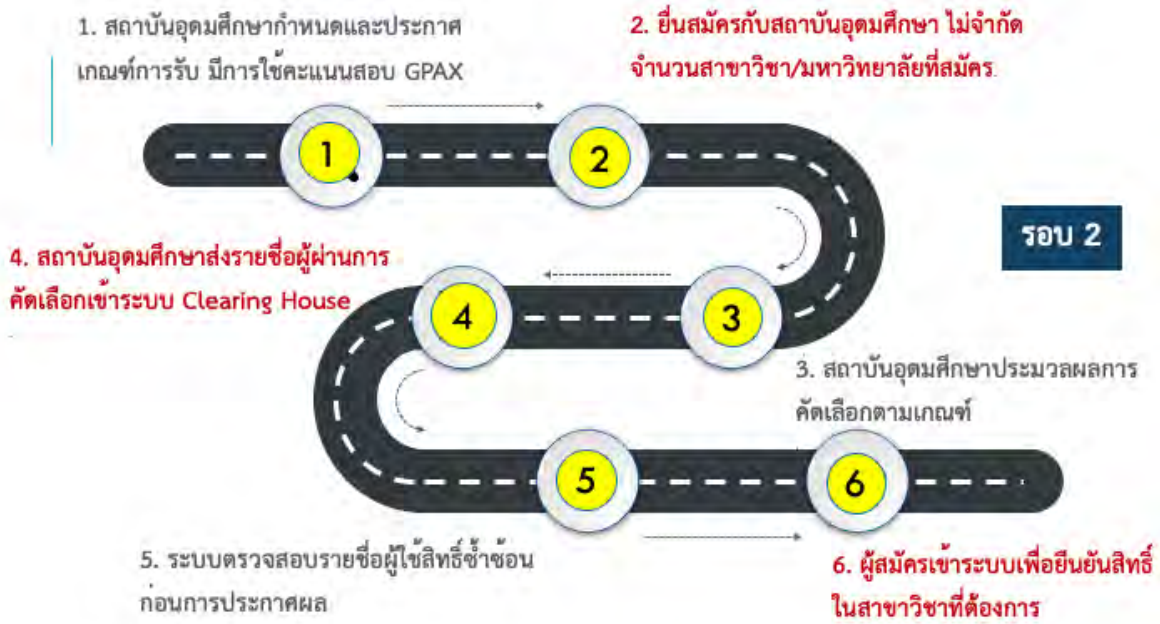 1. สถาบันอุดมศึกษากำหนดและประกาศ
เกณฑ์การรับ มีการใช้คะแนนสอบ GPAX
2. ยื่นสมัครกับสถาบันอุดมศึกษา ไม่จำกัด
จำนวนสาขาวิชา/มหาวิทยาลัยที่สมัคร
1
2
รอบ 2
4. สถาบันอุดมศึกษาส่งรายชื่อผู้ผ่านการ
คัดเลือกเข้าระบบ Clearing House
4
3
3. สถาบันอุดมศึกษาประมวลผลการ
คัดเลือกตามเกณฑ์
5
6
5. ระบบตรวจสอบรายชื่อผู้ใช้สิทธิ์ซ้ำซ้อน
ก่อนการประกาศผล
6. ผู้สมัครเข้าระบบเพื่อยืนยันสิทธิ์
ในสาขาวิชาที่ต้องการ